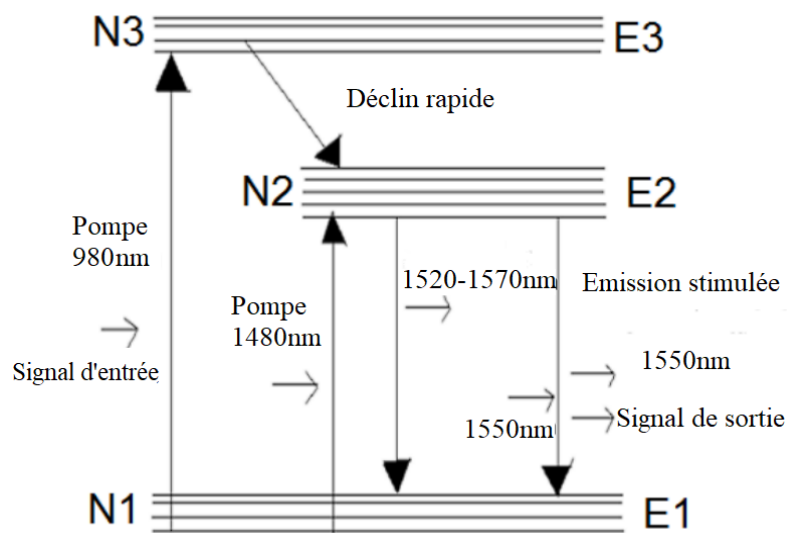 N3
E3
Déclin rapide
N2
E2
Pompe
980nm
1520-1570nm
Emission stimulée
Pompe
1480nm
Signal d'entrée
1550nm
1550nm
Signal de sortie
N1
E1